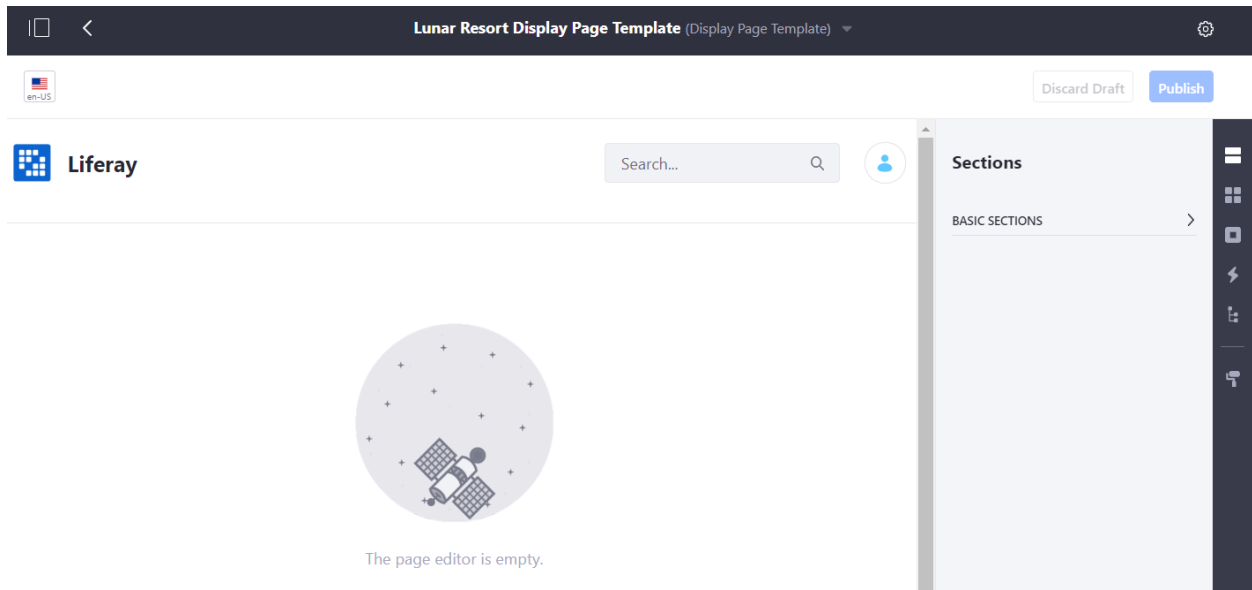 Lunar Resort Display Page Template (Display Page Template)
en-US
Discard Draft
Publish
Liferay
Search...
Sections
BASIC SECTIONS
The page editor is empty.